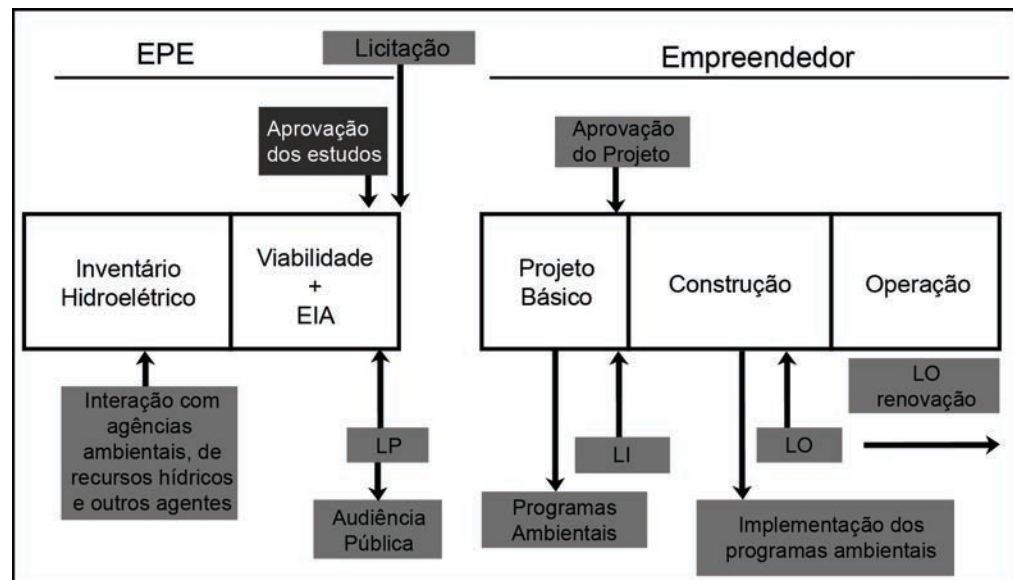 EPE
Licitação
Empreendedor
Aprovação
dos estudos
Aprovação
do Projeto
Inventário
Hidroelétrico
Viabilidade
+
EIA
Projeto
Básico
Construção
Operação
Interação com
agências
ambientais, de
recursos hídricos
e outros agentes
LP
Audiência
Pública
LI
Programas
Ambientais
LO
LO
renovação
Implementação dos
programas ambientais